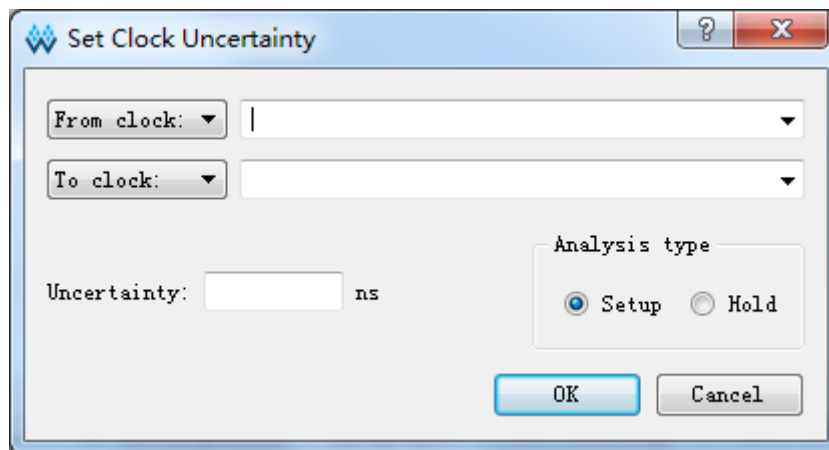 Set Clock Uncertainty
From clock:
To clock:
Analysis type
Uncertainty: ns
Setup Hold
OK Cancel